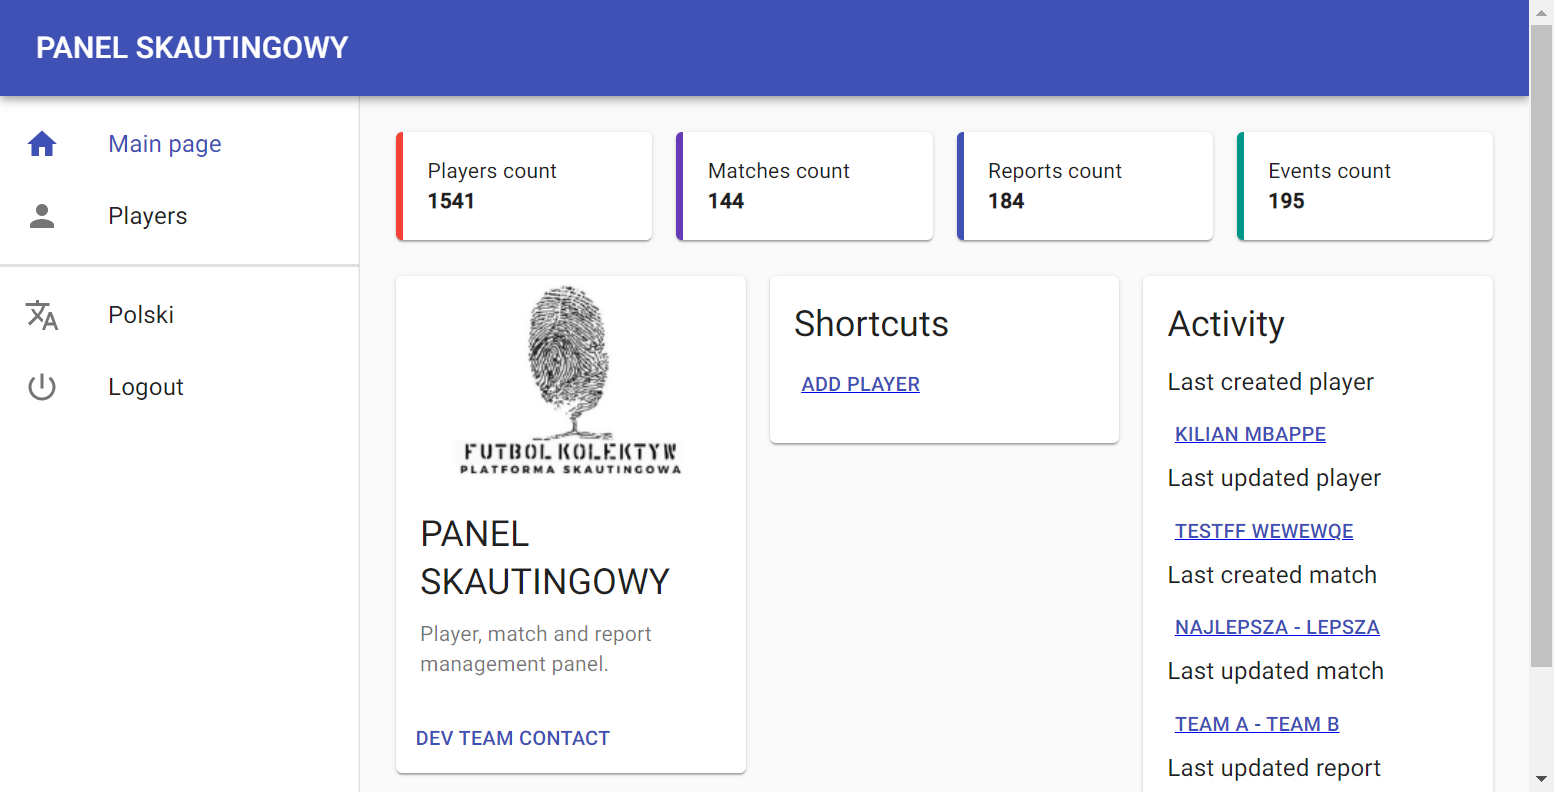 PANEL SKAUTINGOWY
Main page
Players
Polski
Logout
Players count
1541
Matches count
144
Reports count
184
Events count
195
FUTBOL KOLEKTYW
PLATFORMA SKAUTINGOWA
PANEL
SKAUTINGOWY
Player, match and report
management panel.
DEV TEAM CONTACT
Shortcuts
ADD PLAYER
Activity
Last created player
KILIAN MBAPPE
Last updated player
TESTFF WEWEWQE
Last created match
NAJLEPSZA - LEPSZA
Last updated match
TEAM A - TEAM B
Last updated report